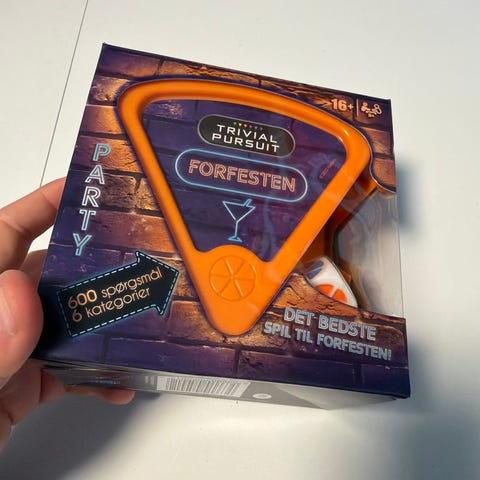 16+
TRIVIAL
PURSUIT
FORFESTEN
PARTY
600 spørgsmål
6 kategorier
DET BEDSTE
SPIL TIL FORFESTEN!